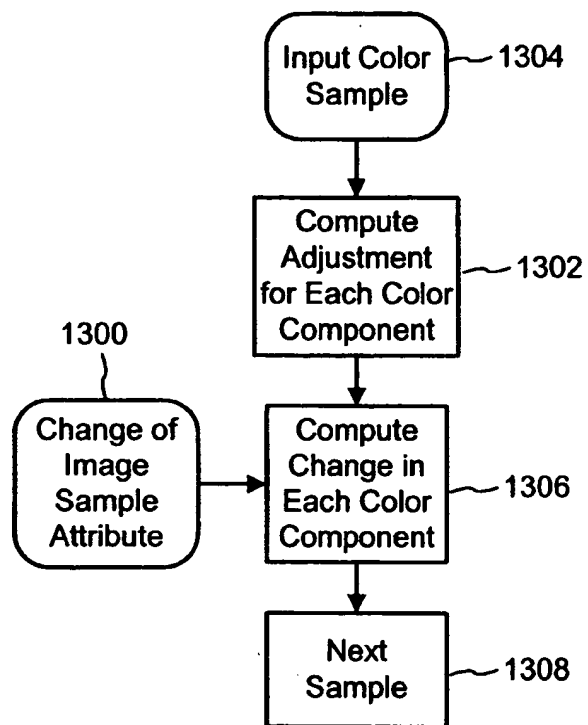 Input Color
Sample
1304
Compute
Adjustment
for Each Color
Component
1302
1300
Change of
Image
Sample
Attribute
Compute
Change in
Each Color
Component
1306
Next
Sample
1308